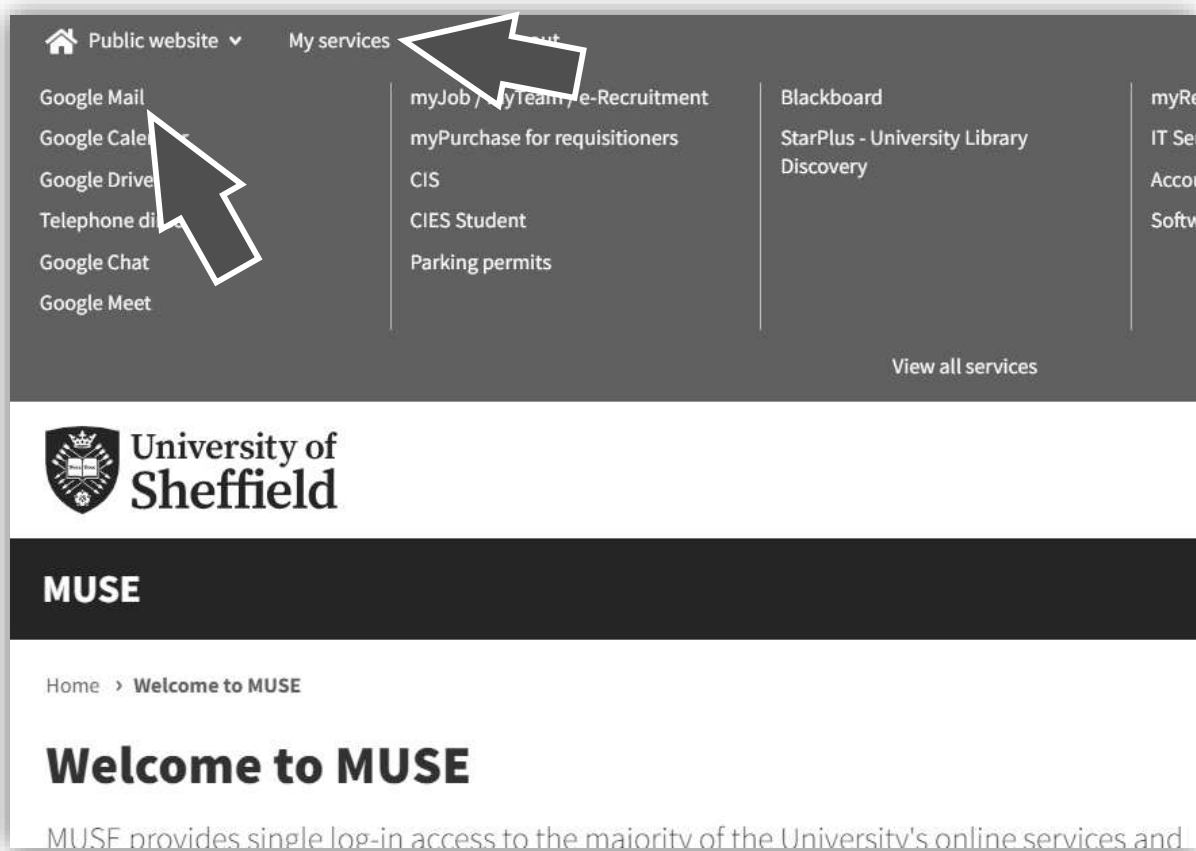 Public website My services
Google Mail
Google Calendar
Google Drive
Telephone
Google Chat
Google Meet
myJob / MyTeam / e-Recruitment
myPurchase for requisitioners
CIS
CIES Student
Parking permits
Blackboard
StarPlus - University Library
Discovery
View all services
University of
Sheffield
MUSE
Home › Welcome to MUSE
Welcome to MUSE
MUSE provides single log-in access to the majority of the University's online services and